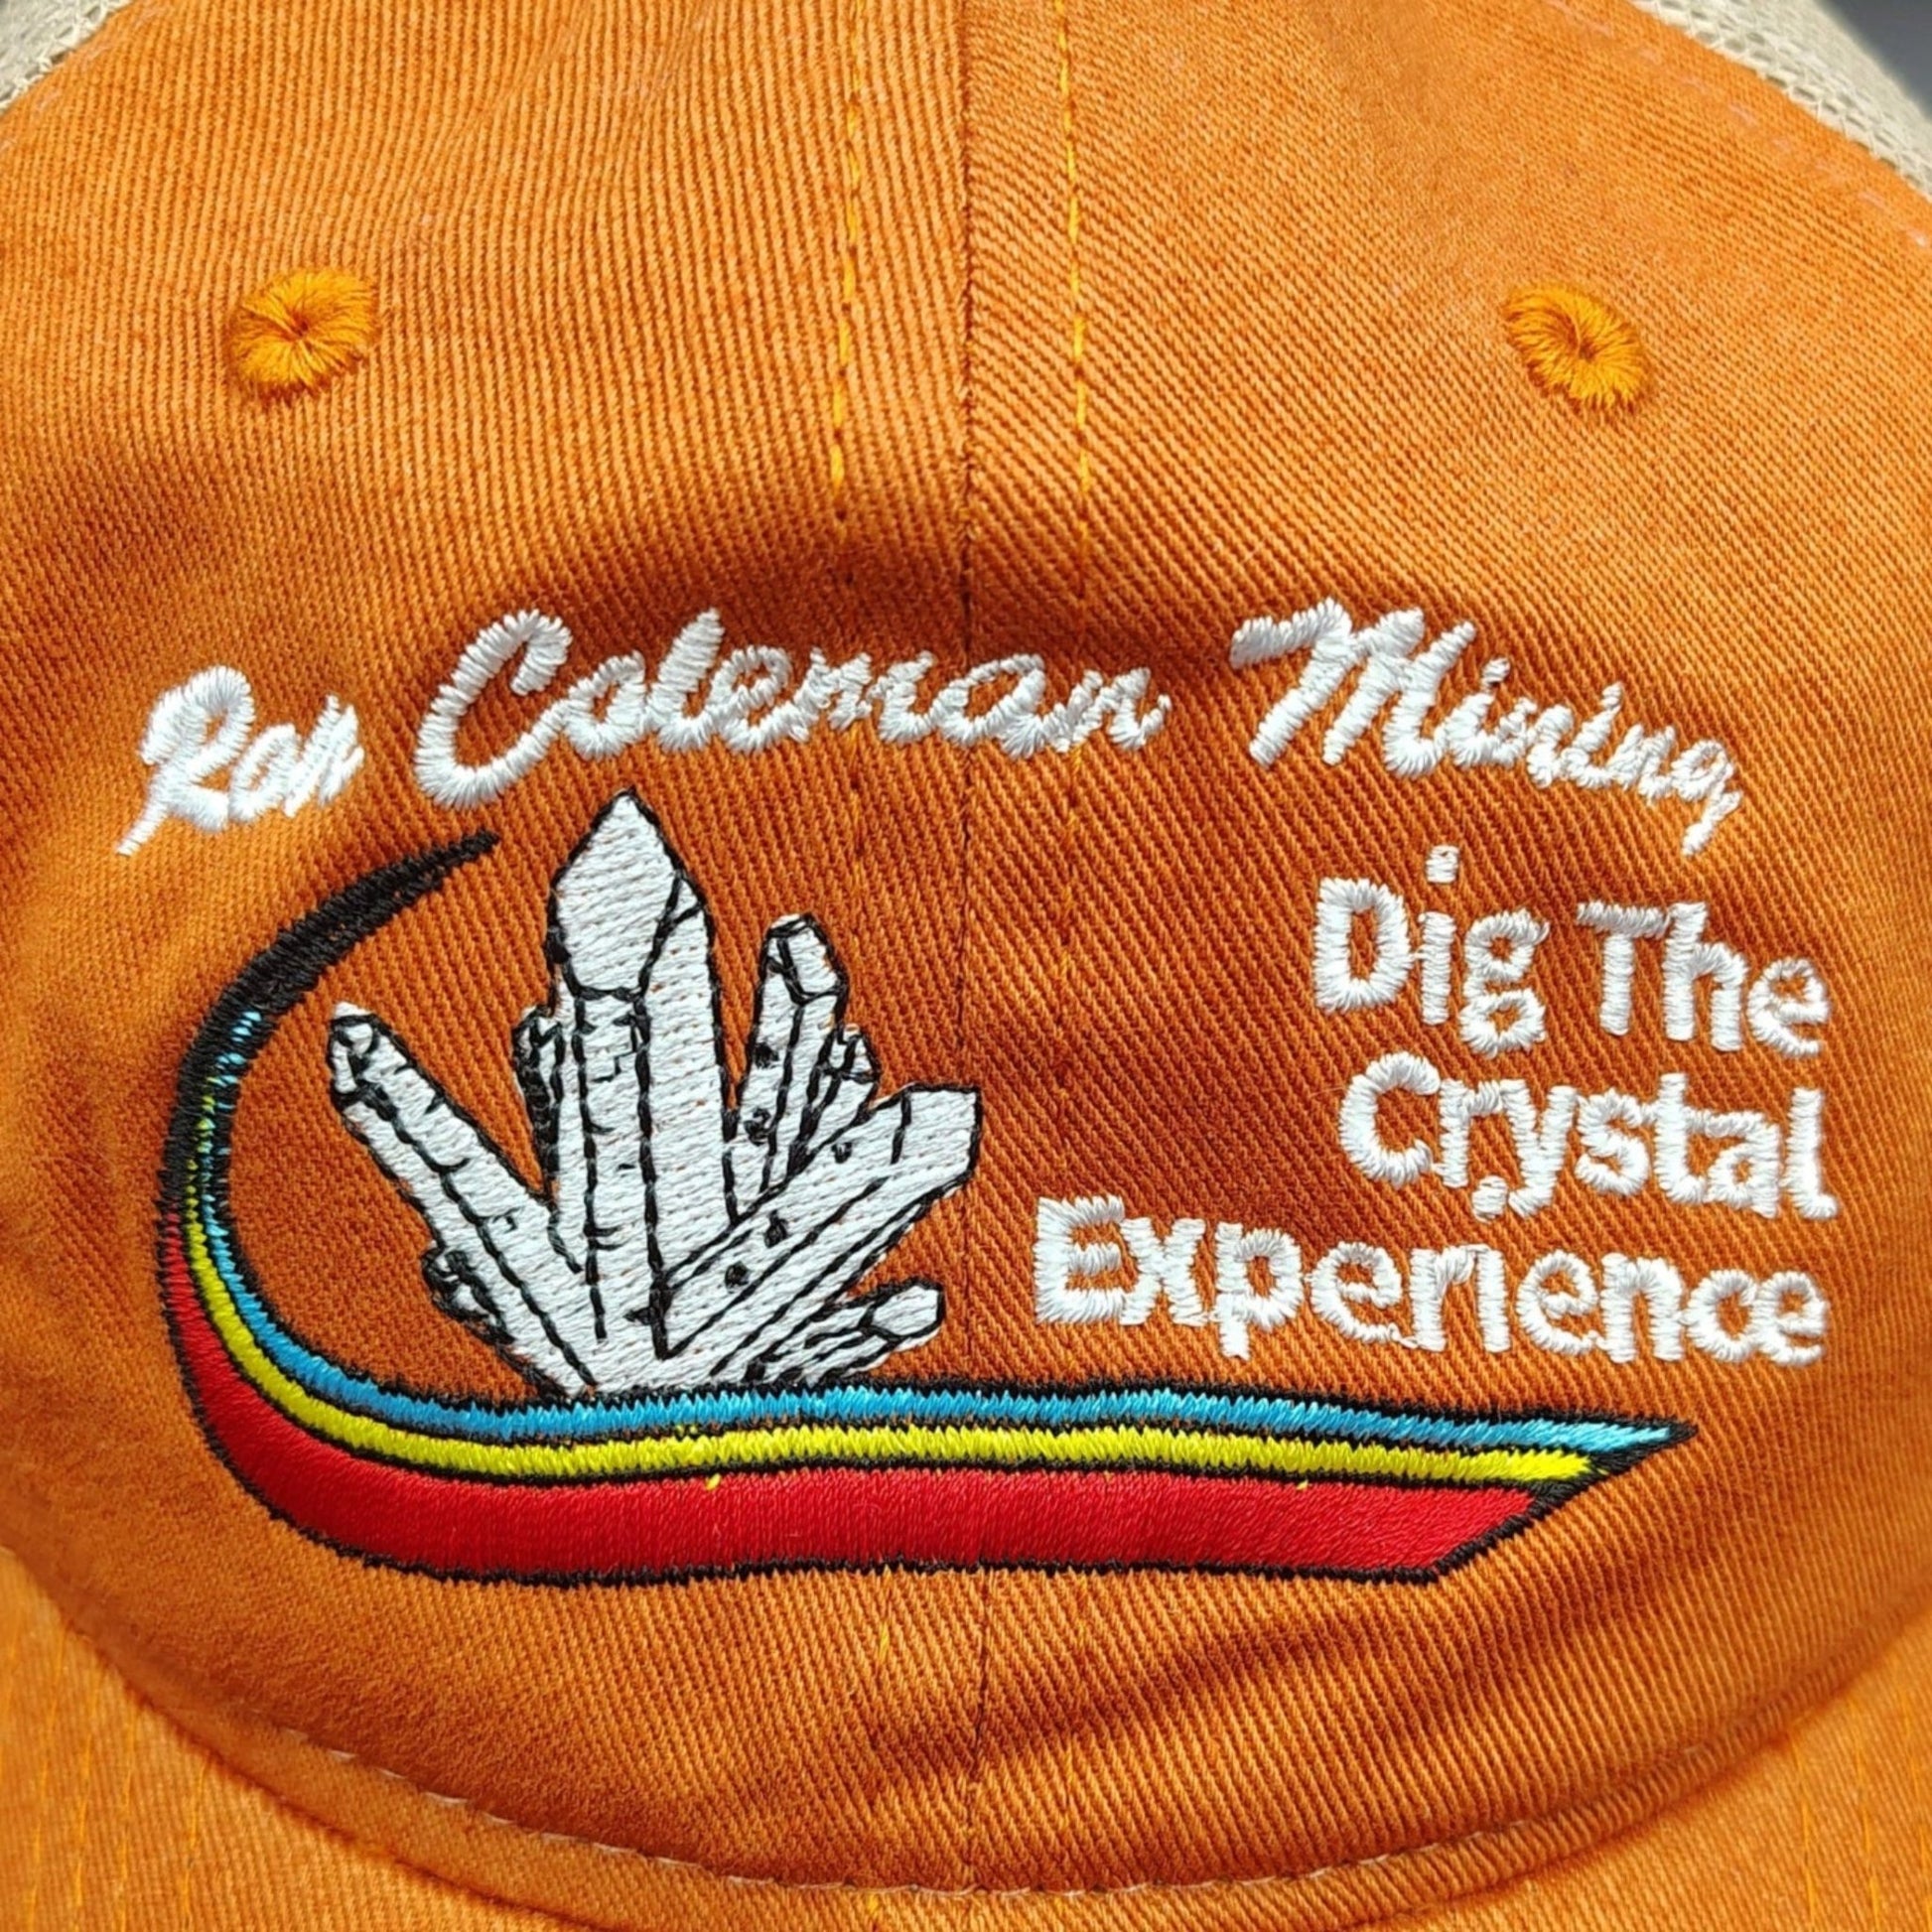 Ron Coleman Mining
Dig The
Crystal
Experience